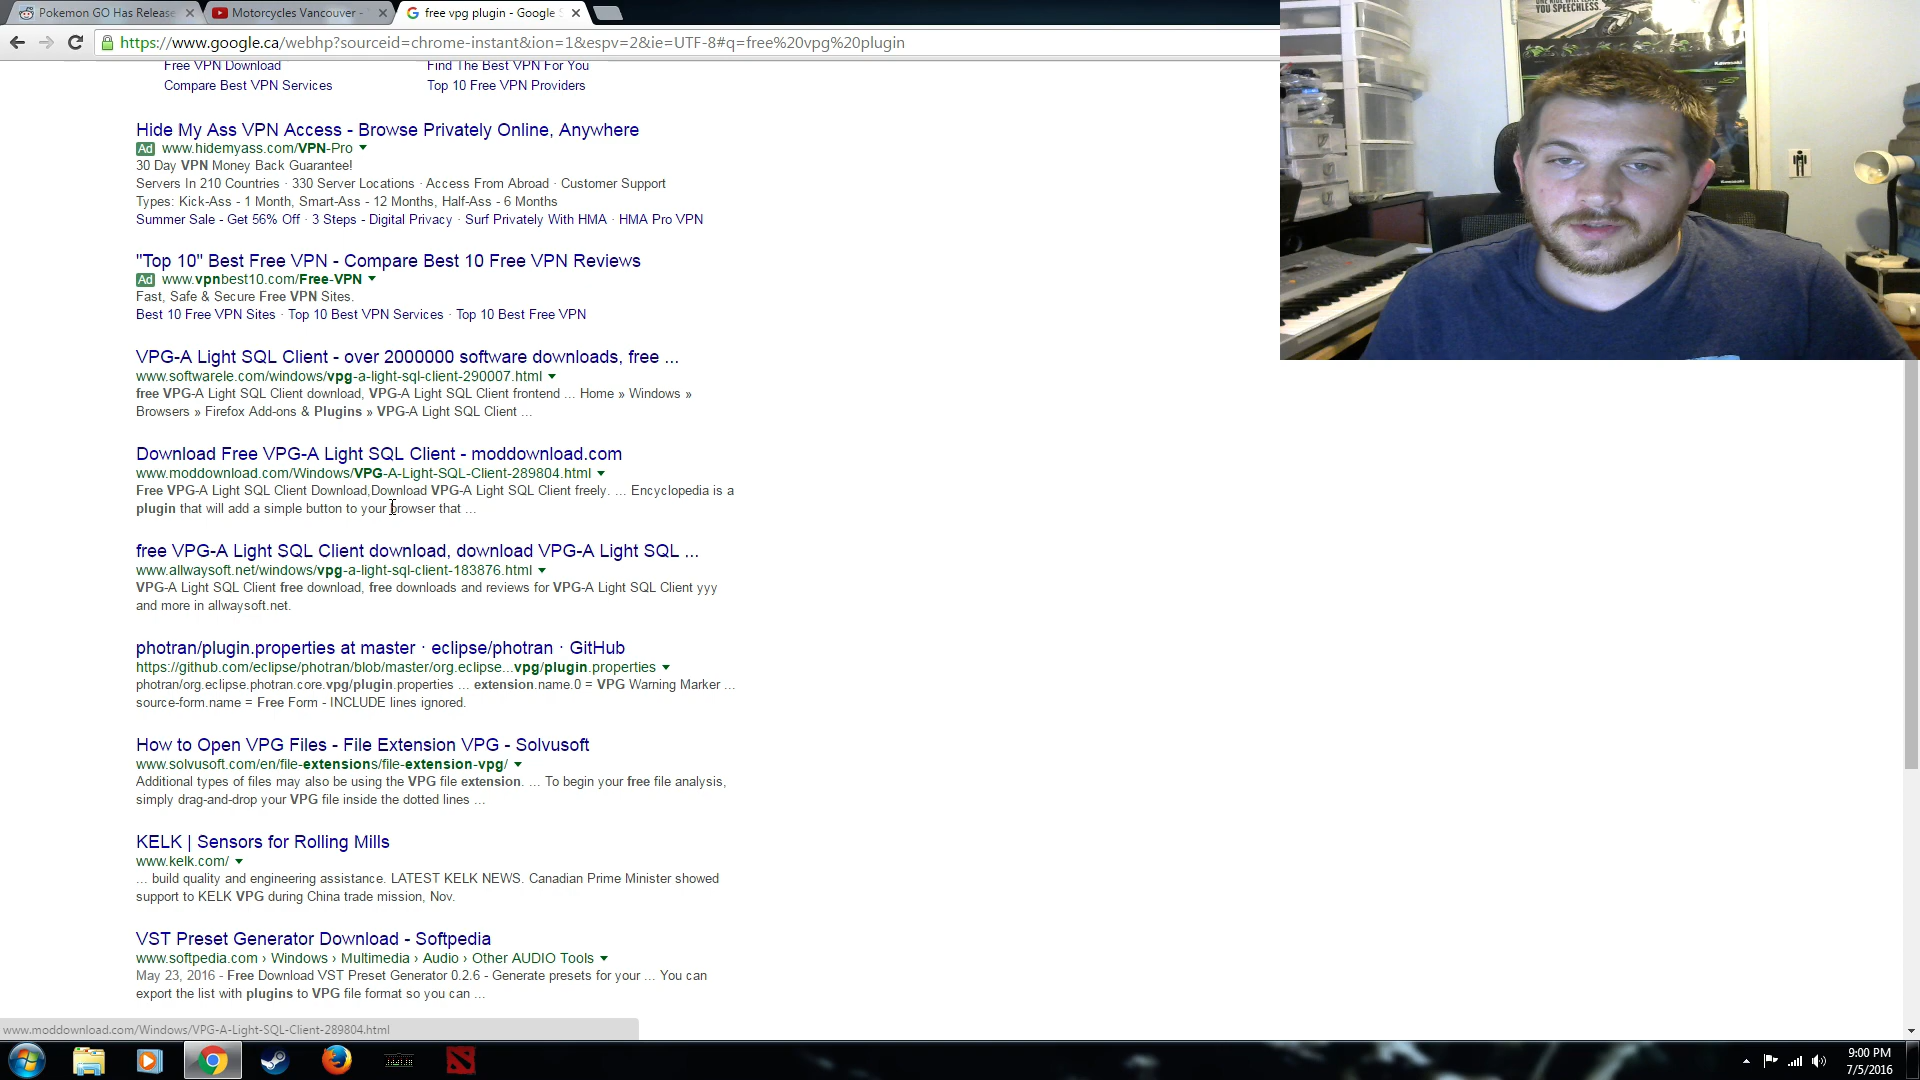 Pokemon GO Has Release
Motorcycles Vancouver -
free vpg plugin - Google S
https://www.google.ca/webhp?sourceid=chrome-instant&ion=1&espv=2&ie=UTF-8#q=free%20vpg%20plugin
Free VPN Download
Find The Best VPN For You
Compare Best VPN Services
Top 10 Free VPN Providers
Hide My Ass VPN Access - Browse Privately Online, Anywhere
Ad www.hidemyass.com/VPN-Pro
30 Day VPN Money Back Guarantee!
Servers In 210 Countries · 330 Server Locations · Access From Abroad · Customer Support
Types: Kick-Ass - 1 Month, Smart-Ass - 12 Months, Half-Ass - 6 Months
Summer Sale - Get 56% Off · 3 Steps - Digital Privacy · Surf Privately With HMA · HMA Pro VPN
"Top 10" Best Free VPN - Compare Best 10 Free VPN Reviews
Ad www.vpnbest10.com/Free-VPN
Fast, Safe & Secure Free VPN Sites.
Best 10 Free VPN Sites · Top 10 Best VPN Services · Top 10 Best Free VPN
VPG-A Light SQL Client - over 2000000 software downloads, free ...
www.softwarele.com/windows/vpg-a-light-sql-client-290007.html
free VPG-A Light SQL Client download, VPG-A Light SQL Client frontend ... Home » Windows »
Browsers » Firefox Add-ons & Plugins » VPG-A Light SQL Client ...
Download Free VPG-A Light SQL Client - moddownload.com
www.moddownload.com/Windows/VPG-A-Light-SQL-Client-289804.html
Free VPG-A Light SQL Client Download,Download VPG-A Light SQL Client freely. ... Encyclopedia is a
plugin that will add a simple button to your browser that ...
free VPG-A Light SQL Client download, download VPG-A Light SQL ...
www.allwaysoft.net/windows/vpg-a-light-sql-client-183876.html
VPG-A Light SQL Client free download, free downloads and reviews for VPG-A Light SQL Client yyy
and more in allwaysoft.net.
photran/plugin.properties at master · eclipse/photran · GitHub
https://github.com/eclipse/photran/blob/master/org.eclipse...vpg/plugin.properties
photran/org.eclipse.photran.core.vpg/plugin.properties ... extension.name.0 = VPG Warning Marker ...
source-form.name = Free Form - INCLUDE lines ignored.
How to Open VPG Files - File Extension VPG - Solvusoft
www.solvusoft.com/en/file-extensions/file-extension-vpg/
Additional types of files may also be using the VPG file extension. ... To begin your free file analysis,
simply drag-and-drop your VPG file inside the dotted lines ...
KELK | Sensors for Rolling Mills
www.kelk.com/
... build quality and engineering assistance. LATEST KELK NEWS. Canadian Prime Minister showed
support to KELK VPG during China trade mission, Nov.
VST Preset Generator Download - Softpedia
www.softpedia.com › Windows › Multimedia › Audio › Other AUDIO Tools
May 23, 2016 - Free Download VST Preset Generator 0.2.6 - Generate presets for your ... You can
export the list with plugins to VPG file format so you can ...
www.moddownload.com/Windows/VPG-A-Light-SQL-Client-289804.html
9:00 PM
7/5/2016
YOU SPEECHLESS.
Kawasaki